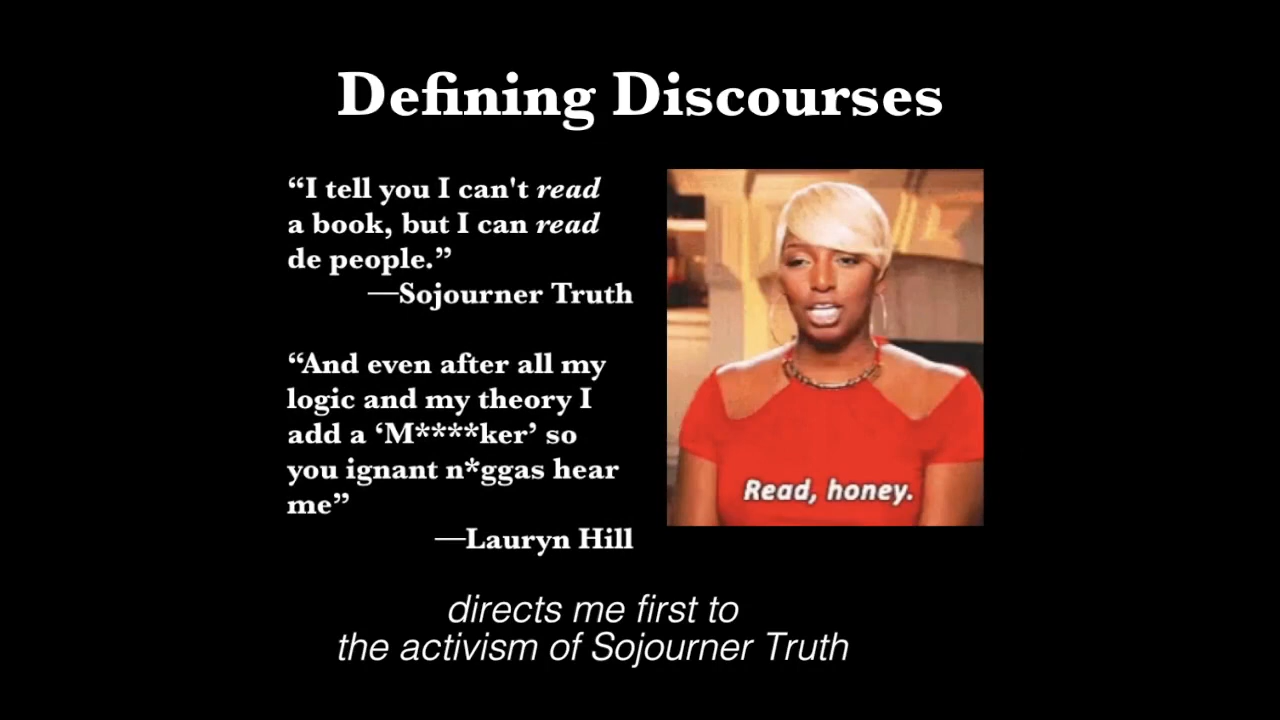 Defining Discourses
“I tell you I can't read
a book, but I can read
de people.”
—Sojourner Truth
“And even after all my
logic and my theory I
add a ‘M****ker’ so
you ignant n*ggas hear
me”
—Lauryn Hill
Read, honey.
directs me first to
the activism of Sojourner Truth